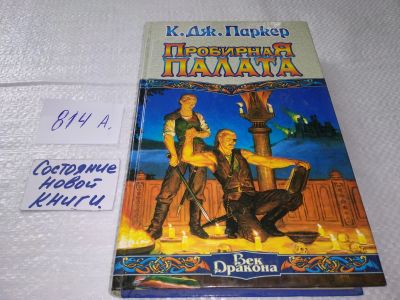 К. Дж. Паркер
ПРОБИРНАЯ
ПАЛАТА
814 А.
Состояние
новой
книги.
Век
Дракона